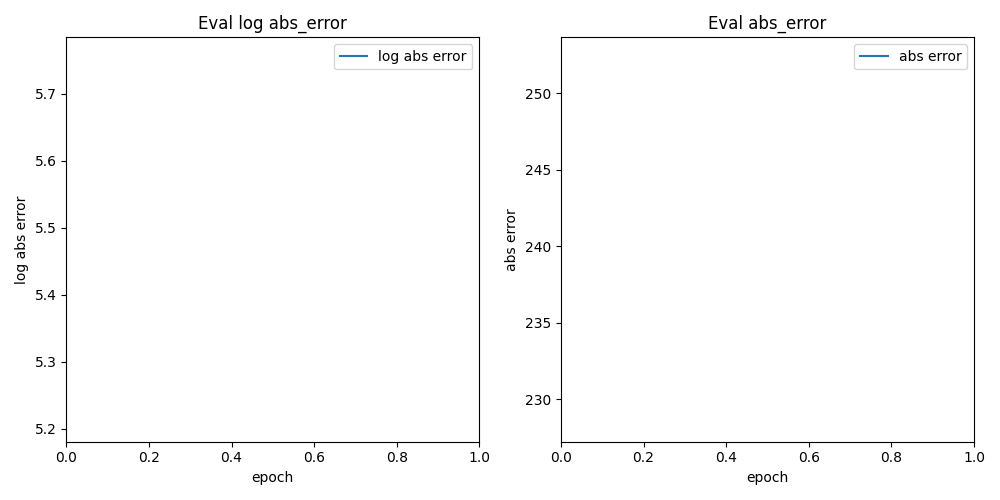 Eval log abs_error
log abs error
log abs error
5.7
5.6
5.5
5.4
5.3
5.2
0.0 0.2 0.4 0.6 0.8 1.0
epoch
Eval abs_error
abs error
abs error
250
245
240
235
230
0.0 0.2 0.4 0.6 0.8 1.0
epoch